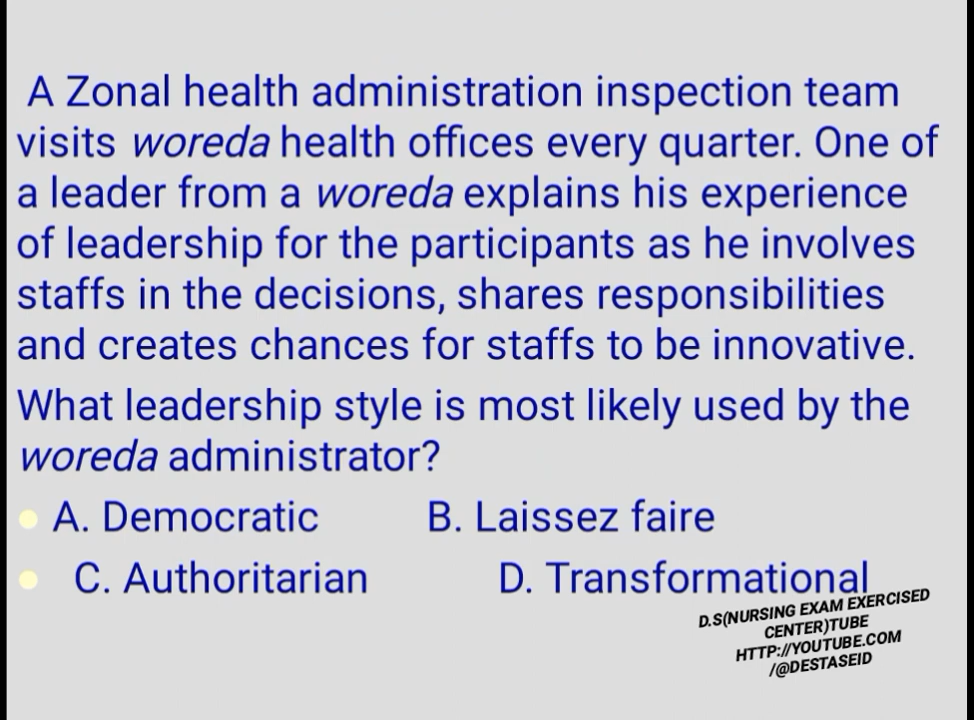 A Zonal health administration inspection team
visits woreda health offices every quarter. One of
a leader from a woreda explains his experience
of leadership for the participants as he involves
staffs in the decisions, shares responsibilities
and creates chances for staffs to be innovative.
What leadership style is most likely used by the
woreda administrator?
A. Democratic B. Laissez faire
C. Authoritarian D. Transformational
D.S(NURSING EXAM EXERCISED
CENTER)TUBE
HTTP://YOUTUBE.COM
/@DESTASEID